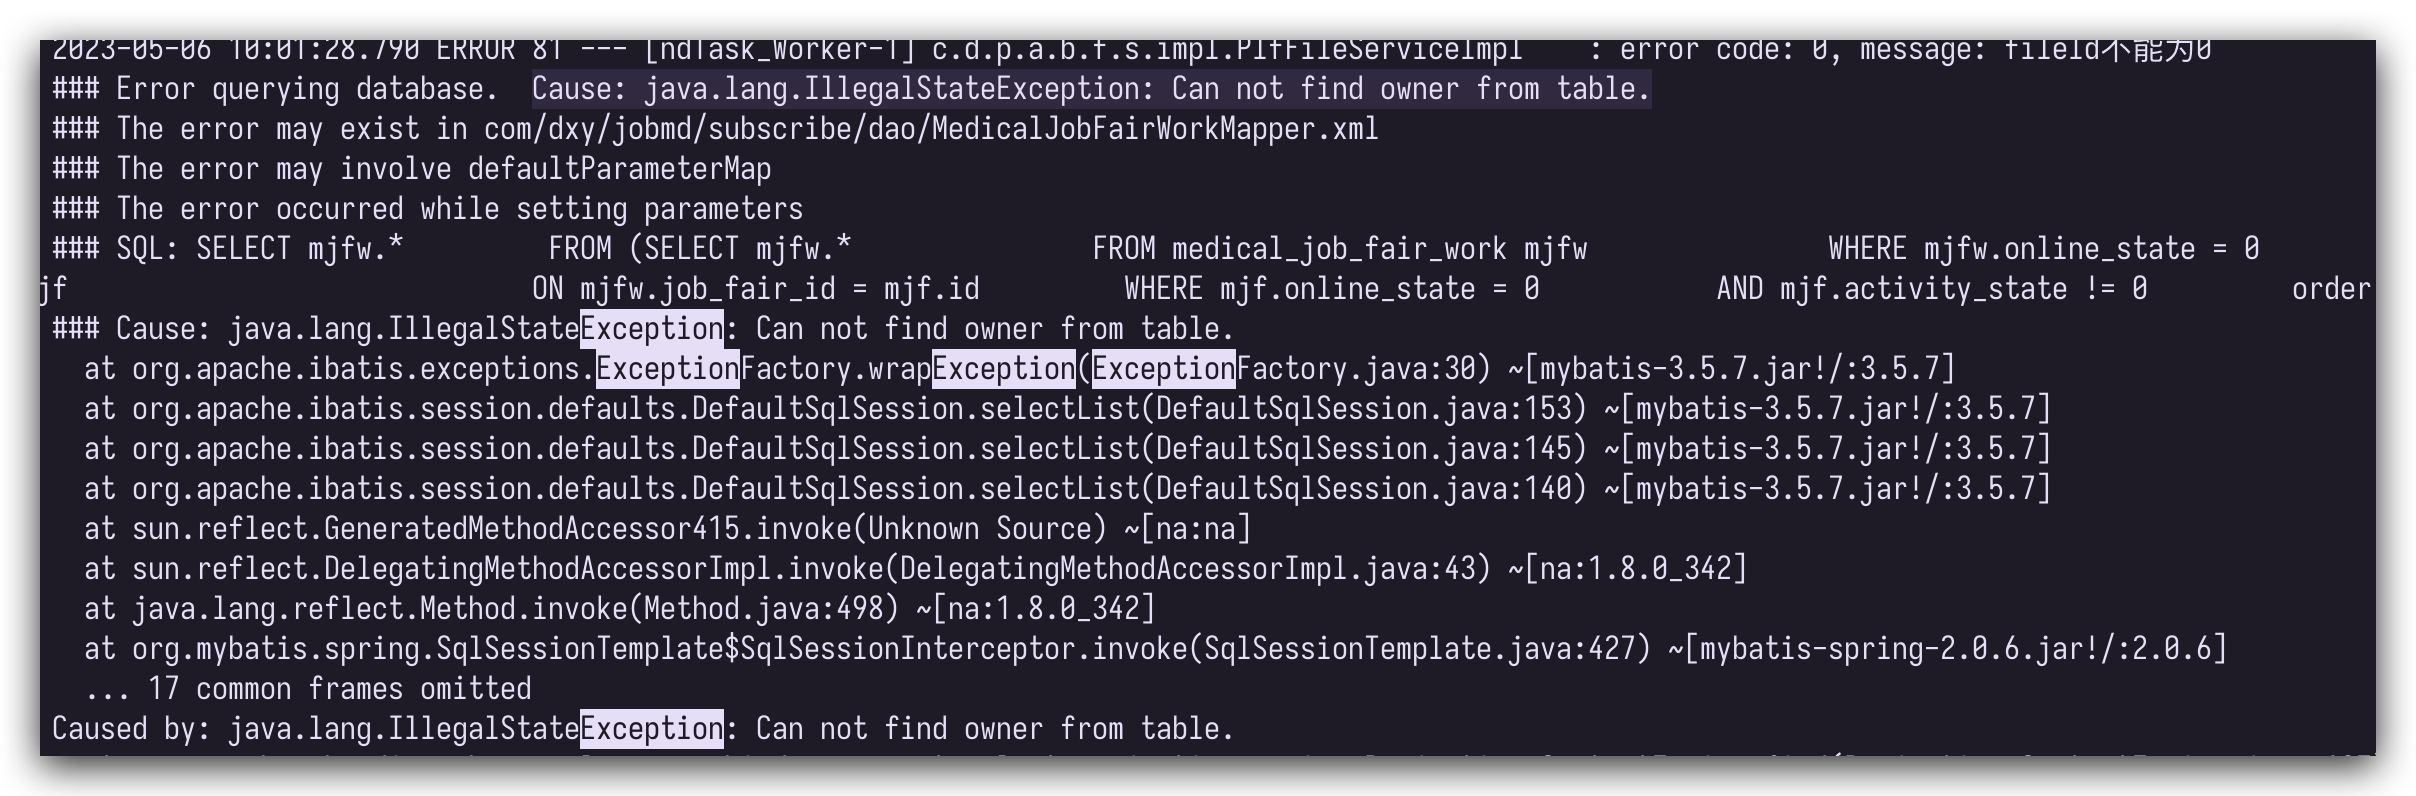 2023-05-06 10:01:28.790 ERROR 81 --- [ndTask_Worker-1] c.d.p.a.b.f.s.impl.PlfFileServiceImpl    : error code: 0, message: fileId不能为0
### Error querying database.  Cause: java.lang.IllegalStateException: Can not find owner from table.
### The error may exist in com/dxy/jobmd/subscribe/dao/MedicalJobFairWorkMapper.xml
### The error may involve defaultParameterMap
### The error occurred while setting parameters
### SQL: SELECT mjfw.*         FROM (SELECT mjfw.*               FROM medical_job_fair_work mjfw               WHERE mjfw.online_state = 0
jf                             ON mjfw.job_fair_id = mjf.id         WHERE mjf.online_state = 0           AND mjf.activity_state != 0         order
### Cause: java.lang.IllegalStateException: Can not find owner from table.
  at org.apache.ibatis.exceptions.ExceptionFactory.wrapException(ExceptionFactory.java:30) ~[mybatis-3.5.7.jar!/:3.5.7]
  at org.apache.ibatis.session.defaults.DefaultSqlSession.selectList(DefaultSqlSession.java:153) ~[mybatis-3.5.7.jar!/:3.5.7]
  at org.apache.ibatis.session.defaults.DefaultSqlSession.selectList(DefaultSqlSession.java:145) ~[mybatis-3.5.7.jar!/:3.5.7]
  at org.apache.ibatis.session.defaults.DefaultSqlSession.selectList(DefaultSqlSession.java:140) ~[mybatis-3.5.7.jar!/:3.5.7]
  at sun.reflect.GeneratedMethodAccessor415.invoke(Unknown Source) ~[na:na]
  at sun.reflect.DelegatingMethodAccessorImpl.invoke(DelegatingMethodAccessorImpl.java:43) ~[na:1.8.0_342]
  at java.lang.reflect.Method.invoke(Method.java:498) ~[na:1.8.0_342]
  at org.mybatis.spring.SqlSessionTemplate$SqlSessionInterceptor.invoke(SqlSessionTemplate.java:427) ~[mybatis-spring-2.0.6.jar!/:2.0.6]
  ... 17 common frames omitted
Caused by: java.lang.IllegalStateException: Can not find owner from table.